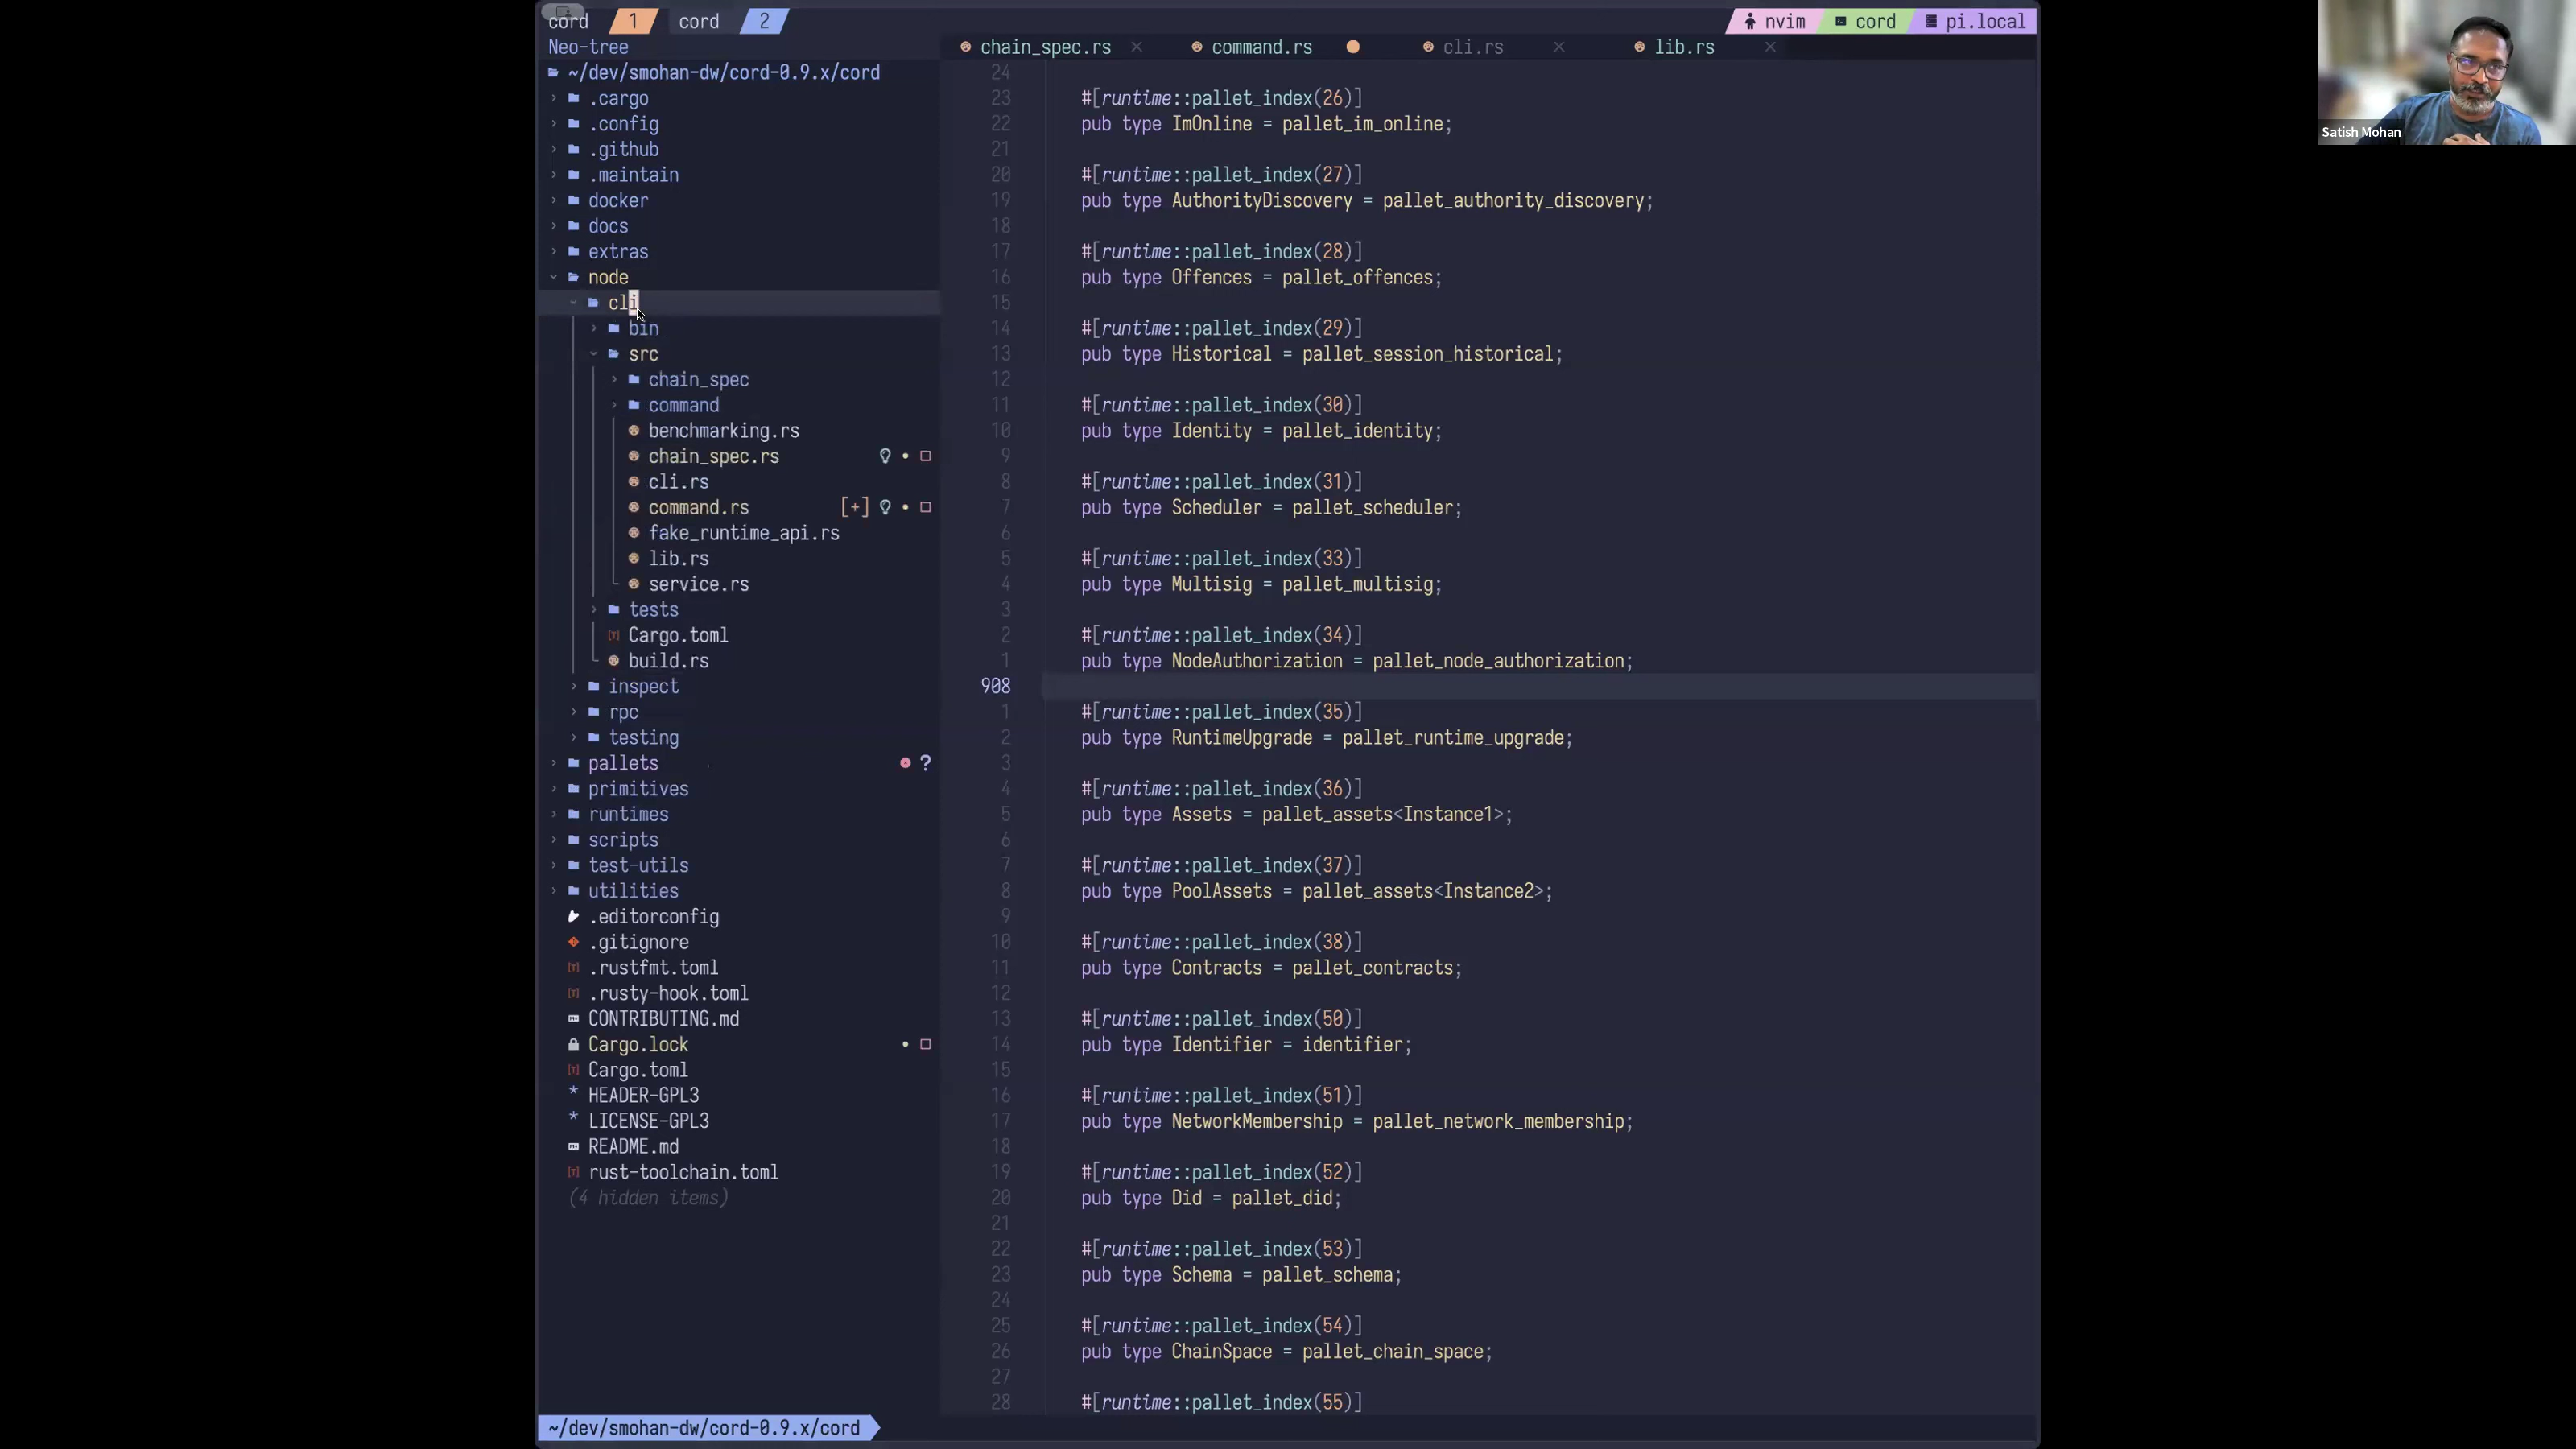 cord 1 cord 2
nvim cord pi.local
Neo-tree
chain_spec.rs command.rs cli.rs lib.rs
~/dev/smohan-dw/cord-0.9.x/cord
.cargo
.config
.github
.maintain
docker
docs
extras
node
cli
bin
src
chain_spec
command
benchmarking.rs
chain_spec.rs
cli.rs
command.rs [+]
fake_runtime_api.rs
lib.rs
service.rs
tests
Cargo.toml
build.rs
inspect
rpc
testing
pallets ?
primitives
runtimes
scripts
test-utils
utilities
.editorconfig
.gitignore
.rustfmt.toml
.rusty-hook.toml
CONTRIBUTING.md
Cargo.lock
Cargo.toml
HEADER-GPL3
LICENSE-GPL3
README.md
rust-toolchain.toml
(4 hidden items)
~/dev/smohan-dw/cord-0.9.x/cord
24
23 #[runtime::pallet_index(26)]
22 pub type ImOnline = pallet_im_online;
21
20 #[runtime::pallet_index(27)]
19 pub type AuthorityDiscovery = pallet_authority_discovery;
18
17 #[runtime::pallet_index(28)]
16 pub type Offences = pallet_offences;
15
14 #[runtime::pallet_index(29)]
13 pub type Historical = pallet_session_historical;
12
11 #[runtime::pallet_index(30)]
10 pub type Identity = pallet_identity;
9
8 #[runtime::pallet_index(31)]
7 pub type Scheduler = pallet_scheduler;
6
5 #[runtime::pallet_index(33)]
4 pub type Multisig = pallet_multisig;
3
2 #[runtime::pallet_index(34)]
1 pub type NodeAuthorization = pallet_node_authorization;
908
1 #[runtime::pallet_index(35)]
2 pub type RuntimeUpgrade = pallet_runtime_upgrade;
3
4 #[runtime::pallet_index(36)]
5 pub type Assets = pallet_assets<Instance1>;
6
7 #[runtime::pallet_index(37)]
8 pub type PoolAssets = pallet_assets<Instance2>;
9
10 #[runtime::pallet_index(38)]
11 pub type Contracts = pallet_contracts;
12
13 #[runtime::pallet_index(50)]
14 pub type Identifier = identifier;
15
16 #[runtime::pallet_index(51)]
17 pub type NetworkMembership = pallet_network_membership;
18
19 #[runtime::pallet_index(52)]
20 pub type Did = pallet_did;
21
22 #[runtime::pallet_index(53)]
23 pub type Schema = pallet_schema;
24
25 #[runtime::pallet_index(54)]
26 pub type ChainSpace = pallet_chain_space;
27
28 #[runtime::pallet_index(55)]
Satish Mohan